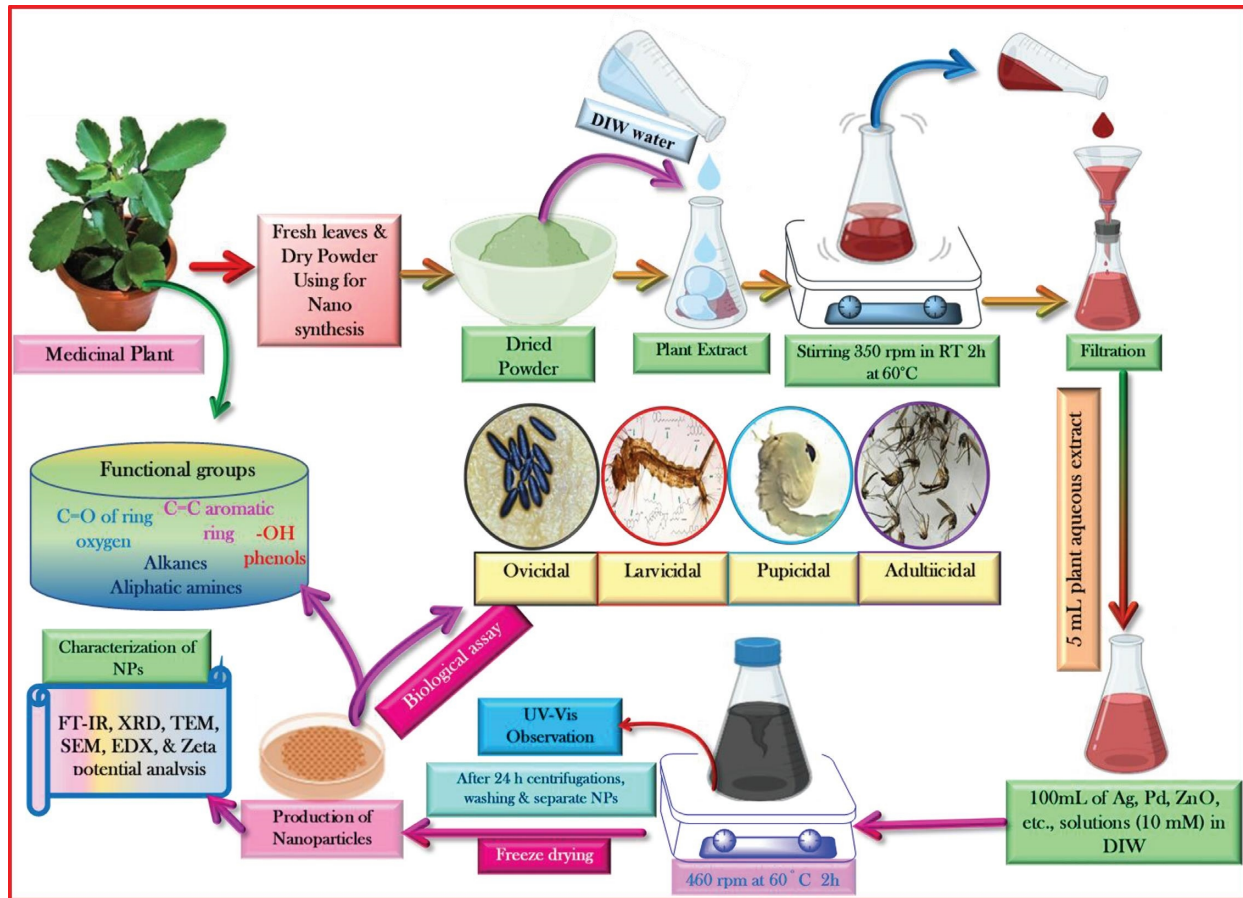 DIW water
Fresh leaves &
Dry Powder
Using for
Nano
synthesis
Medicinal Plant
Dried
Powder
Plant Extract
Stirring 350 rpm in RT 2h
at 60°C
Filtration
5 mL plant aqueous extract
Functional groups
C=O of ring
oxygen
C=C aromatic
ring
-OH
phenols
Alkanes
Aliphatic amines
Ovicidal
Larvicidal
Pupicidal
Adultiicidal
Biological assay
Characterization of
NPs
FT-IR, XRD, TEM,
SEM, EDX, & Zeta
potential analysis
UV-Vis
Observation
After 24 h centrifugations,
washing & separate NPs
Production of
Nanoparticles
Freeze drying
460 rpm at 60°C 2h
100mL of Ag, Pd, ZnO,
etc., solutions (10 mM) in
DIW